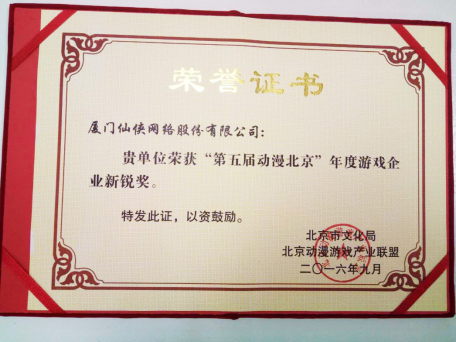 荣誉证书
厦门仙侠网络股份有限公司：
贵单位荣获“第五届动漫北京”年度游戏企
业新锐奖。
特发此证，以资鼓励。
北京市文化局
北京动漫游戏产业联盟
二〇一六年九月